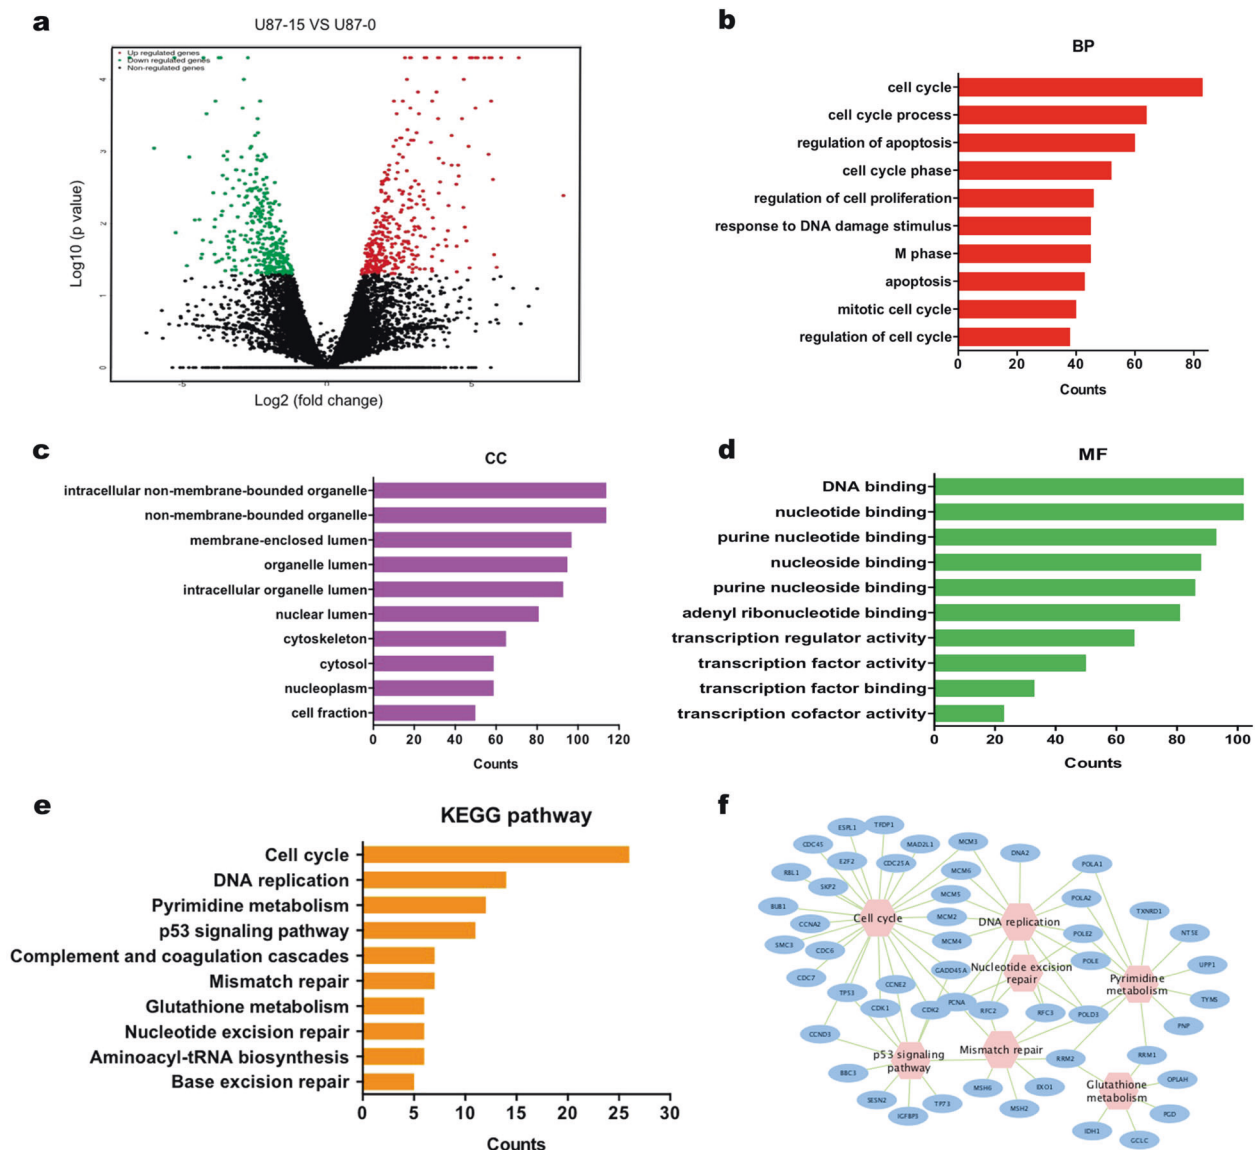 a
U87-15 VS U87-0
Up regulated genes
Down regulated genes
Non-regulated genes
Log10 (p value)
4
3
2
1
0
-5
0
5
Log2 (fold change)
b
BP
cell cycle
cell cycle process
regulation of apoptosis
cell cycle phase
regulation of cell proliferation
response to DNA damage stimulus
M phase
apoptosis
mitotic cell cycle
regulation of cell cycle
0 20 40 60 80
Counts
c
CC
intracellular non-membrane-bounded organelle
non-membrane-bounded organelle
membrane-enclosed lumen
organelle lumen
intracellular organelle lumen
nuclear lumen
cytoskeleton
cytosol
nucleoplasm
cell fraction
0 20 40 60 80 100 120
Counts
d
MF
DNA binding
nucleotide binding
purine nucleotide binding
nucleoside binding
purine nucleoside binding
adenyl ribonucleotide binding
transcription regulator activity
transcription factor activity
transcription factor binding
transcription cofactor activity
0 20 40 60 80 100
Counts
e
KEGG pathway
Cell cycle
DNA replication
Pyrimidine metabolism
p53 signaling pathway
Complement and coagulation cascades
Mismatch repair
Glutathione metabolism
Nucleotide excision repair
Aminoacyl-tRNA biosynthesis
Base excision repair
0 5 10 15 20 25 30
Counts
f
ESPL1
TFDP1
CDC45
MAD2L1
MCM3
DNA2
E2F2
CDC25A
POLA1
RBL1
MCM6
SKP2
MCM5
POLA2
BUB1
TXNRD1
CCNA2
Cell cycle
MCM2
DNA replication
POLE2
NT5E
SMC3
CDC6
MCM4
POLE
UPP1
CDC7
GADD45A
Nucleotide excision
repair
Pyrimidine
metabolism
TP53
CCNE2
TYMS
CDK1
CDK2
PCNA
RFC2
RFC3
POLD3
PNP
CCND3
p53 signaling
pathway
Mismatch repair
RRM2
RRM1
BBC3
MSH6
EXO1
Glutathione
metabolism
OPLAH
SESN2
TP73
MSH2
PGD
IGFBP3
IDH1
GCLC